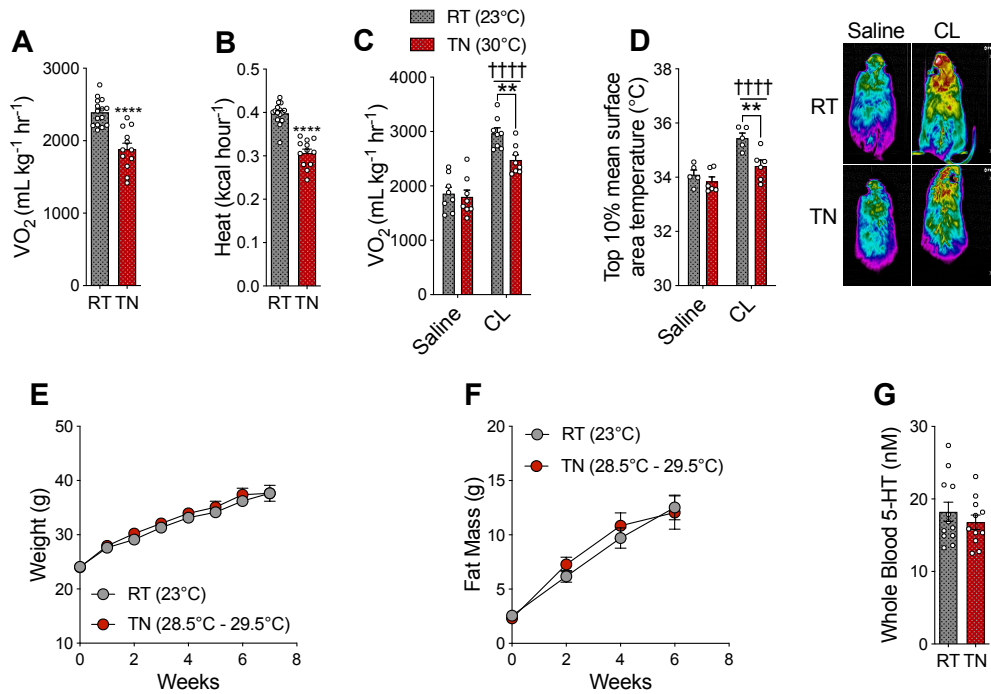 RT (23°C)
TN (30°C)
A
VO₂ (mL kg⁻¹ hr⁻¹)
3000
2000
1000
0
****
RT TN
B
Heat (kcal hour⁻¹)
0.5
0.4
0.3
0.2
0.1
0.0
****
RT TN
C
VO₂ (mL kg⁻¹ hr⁻¹)
4000
3000
2000
1000
0
††††
**
Saline
CL
D
Top 10% mean surface
area temperature (°C)
38
36
34
32
30
††††
**
Saline
CL
Saline CL
RT
TN
E
Weight (g)
50
40
30
20
10
RT (23°C)
TN (28.5°C - 29.5°C)
0 2 4 6 8
Weeks
F
Fat Mass (g)
20
15
10
5
0
RT (23°C)
TN (28.5°C - 29.5°C)
0 2 4 6 8
Weeks
G
Whole Blood 5-HT (nM)
30
20
10
0
RT TN